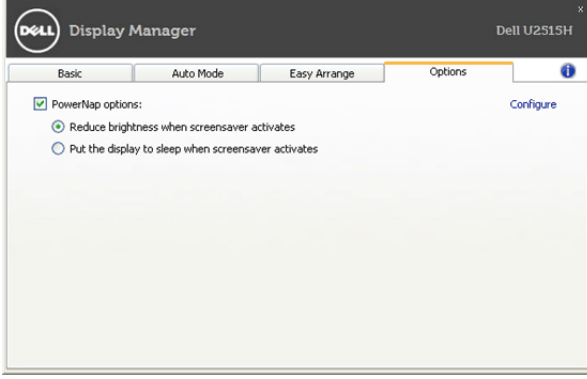 x
DELL Display Manager Dell U2515H
Basic Auto Mode Easy Arrange Options i
PowerNap options: Configure
Reduce brightness when screensaver activates
Put the display to sleep when screensaver activates